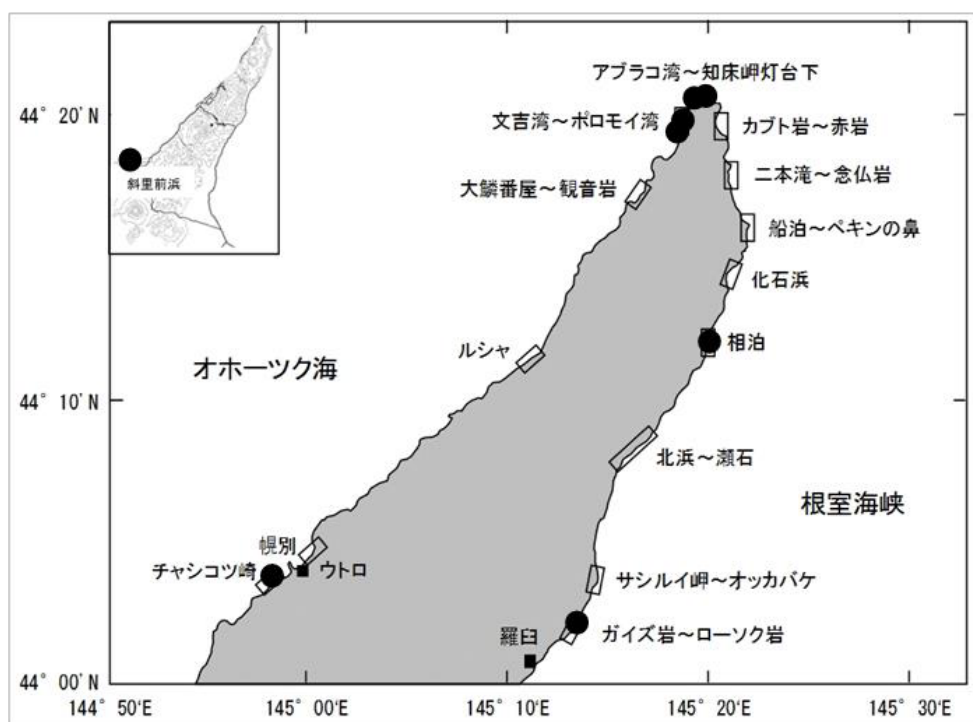 斜里前浜
アブラコ湾～知床岬灯台下
44° 20' N
文吉湾～ポロモイ湾
カブト岩～赤岩
大鱗番屋～観音岩
二本滝～念仏岩
船泊～ペキンの鼻
化石浜
ルシャ
相泊
オホーツク海
44° 10' N
北浜～瀬石
根室海峡
幌別
チャシコツ崎
ウトロ
サシルイ岬～オッカバケ
羅臼
ガイズ岩～ローソク岩
44° 00' N
144° 50'E
145° 00'E
145° 10'E
145° 20'E
145° 30'E